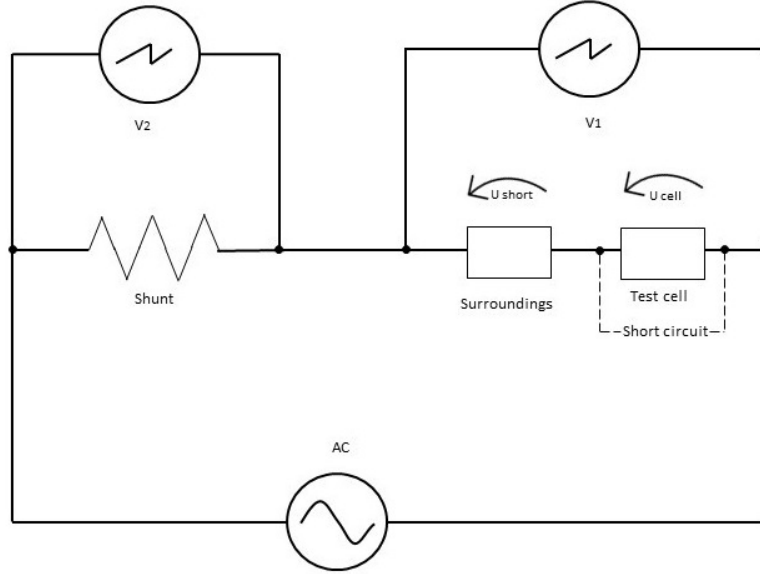 V2
V1
U short
U cell
Shunt
Surroundings
Test cell
Short circuit
AC